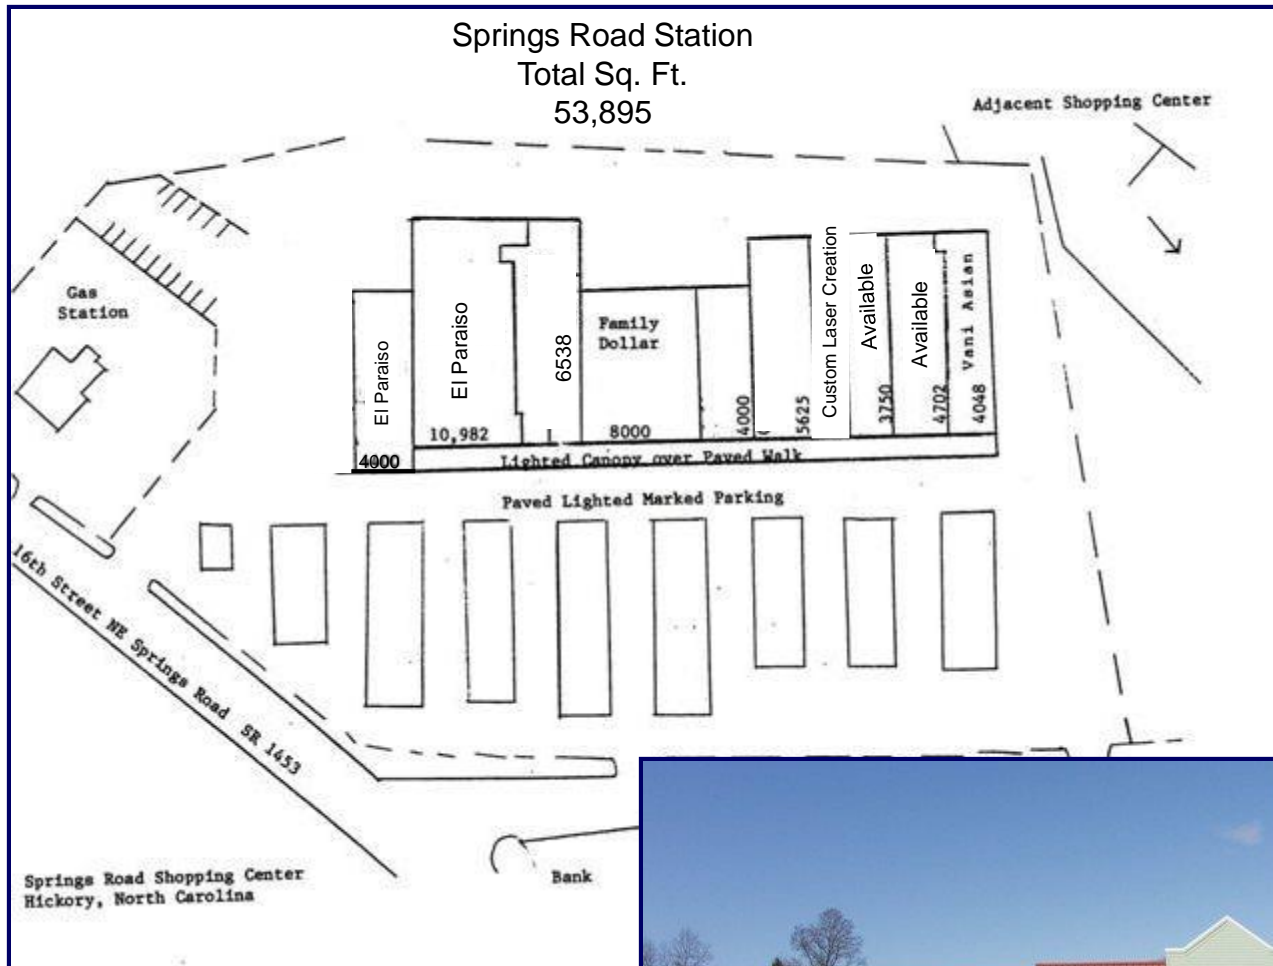 Springs Road Station
Total Sq. Ft.
53,895
Adjacent Shopping Center
Gas
Station
El Paraiso
4000
El Paraiso
10,982
6538
Family
Dollar
8000
4000
5625
Custom Laser Creation
Available
3750
Available
4702
Vani Asian
4048
Lighted Canopy over Paved Walk
Paved Lighted Marked Parking
16th Street NE Springs Road SR 1453
Bank
Springs Road Shopping Center
Hickory, North Carolina